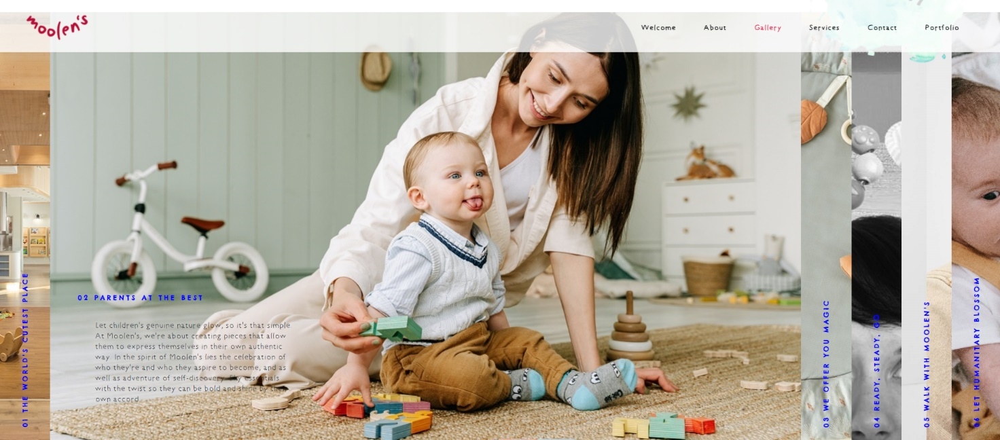 moolen's
Welcome About Gallery Services Contact Portfolio
01 THE WORLD'S CUTEST PLACE
02 PARENTS AT THE BEST
Let children's genuine nature glow, so it's that simple
At Moolen's, we're about creating pieces that allow
them to express themselves in their own authentic
way. In the spirit of Moolen's lies the celebration of
who they're and who they aspire to become, and as
well as adventure of self-discovery. Shy essentials
with the twist so they can be bold and shine by their
own accord.
03 WE OFFER YOU MAGIC
04 READY, STEADY, GO
05 WALK WITH MOOLEN'S
06 LET HUMANITARY BLOSSOM